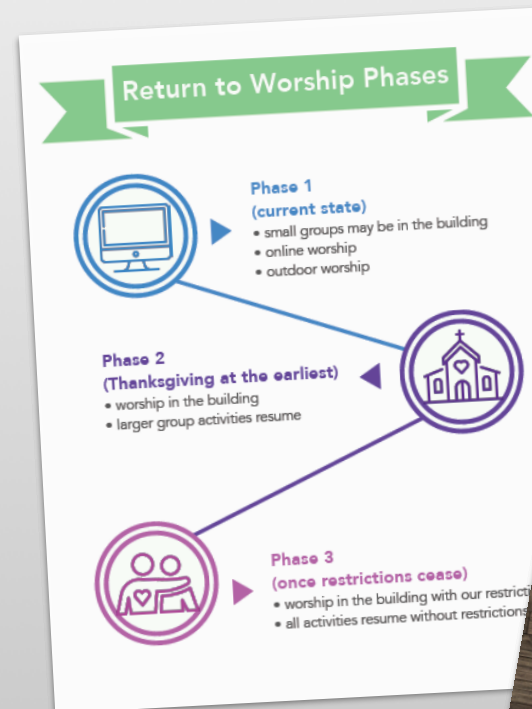 Return to Worship Phases
Phase 1
(current state)
• small groups may be in the building
• online worship
• outdoor worship
Phase 2
(Thanksgiving at the earliest)
• worship in the building
• larger group activities resume
Phase 3
(once restrictions cease)
• worship in the building with our
• all activities resume without restrictions